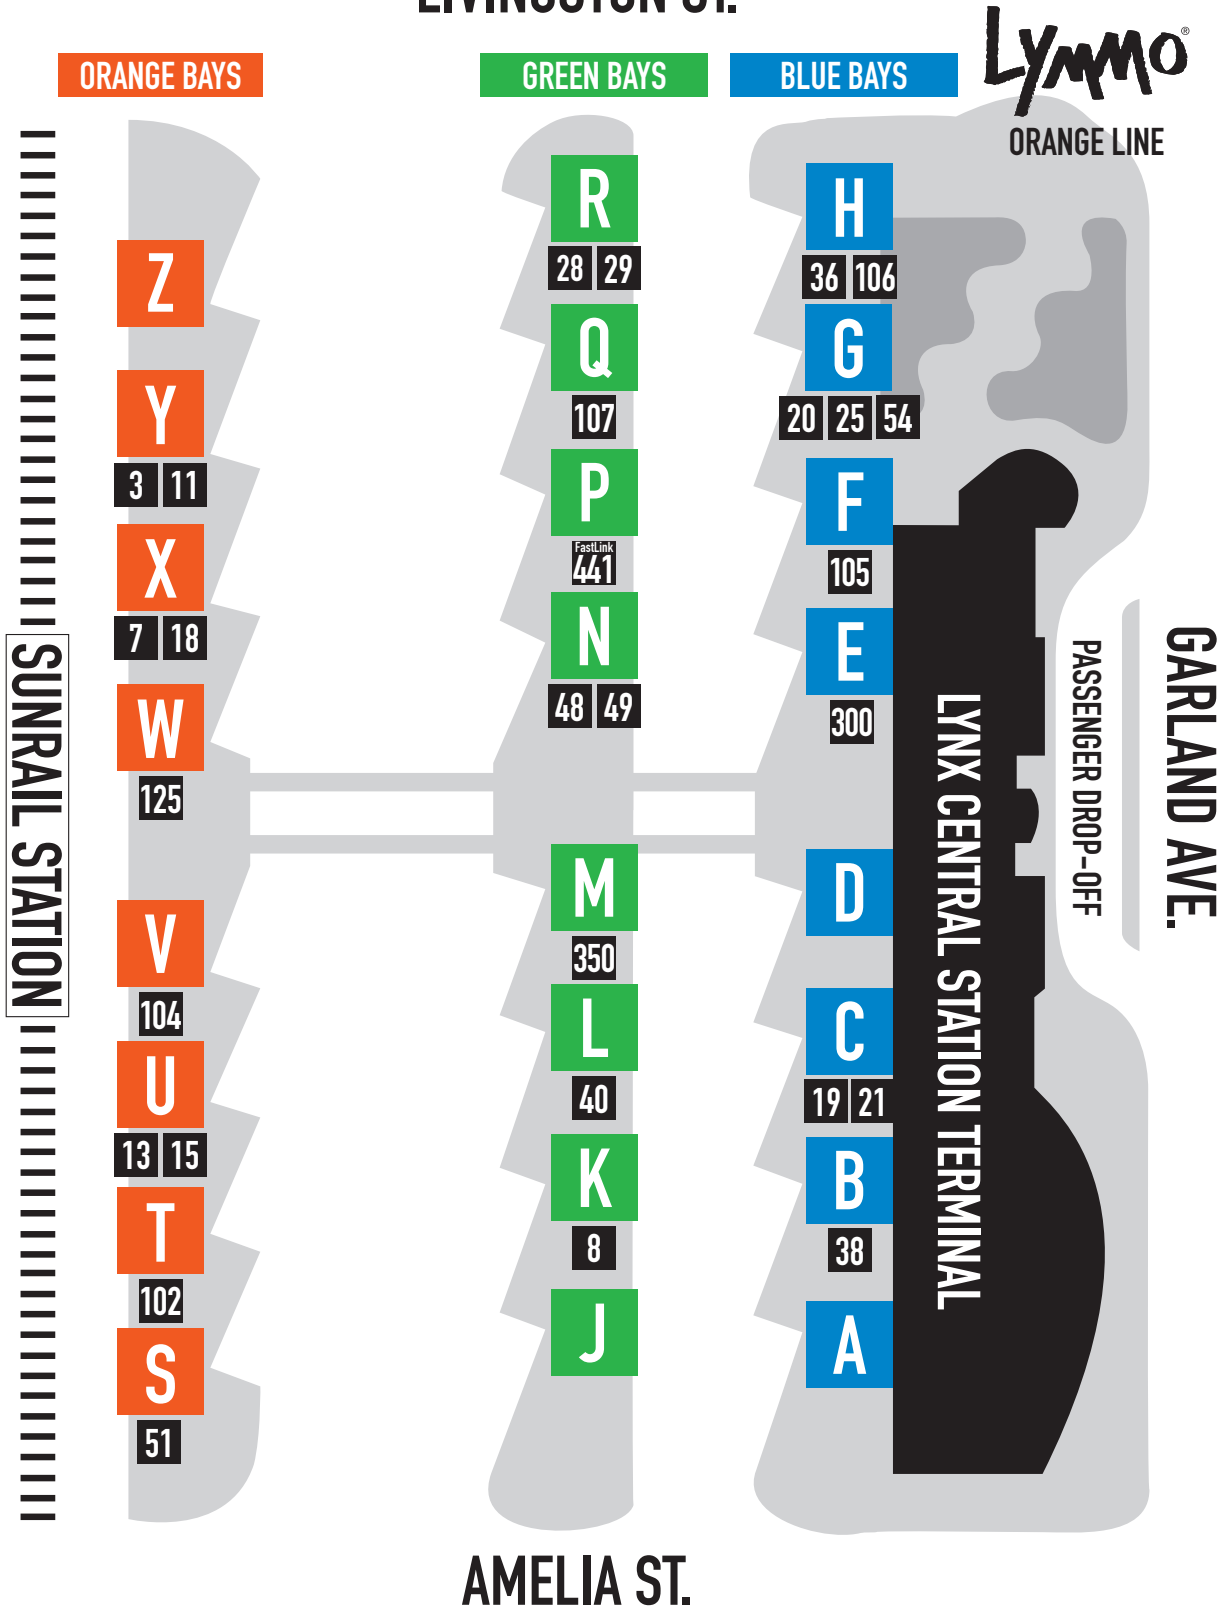 LIVINGSTON ST.
LYMMO®
ORANGE LINE
ORANGE BAYS
GREEN BAYS
BLUE BAYS
Z
Y
3 11
X
7 18
W
125
V
104
U
13 15
T
102
S
51
R
28 29
Q
107
P
FastLink
441
N
48 49
M
350
L
40
K
8
J
H
36 106
G
20 25 54
F
105
E
300
D
C
19 21
B
38
A
SUNRAIL STATION
LYNX CENTRAL STATION TERMINAL
PASSENGER DROP-OFF
GARLAND AVE.
AMELIA ST.